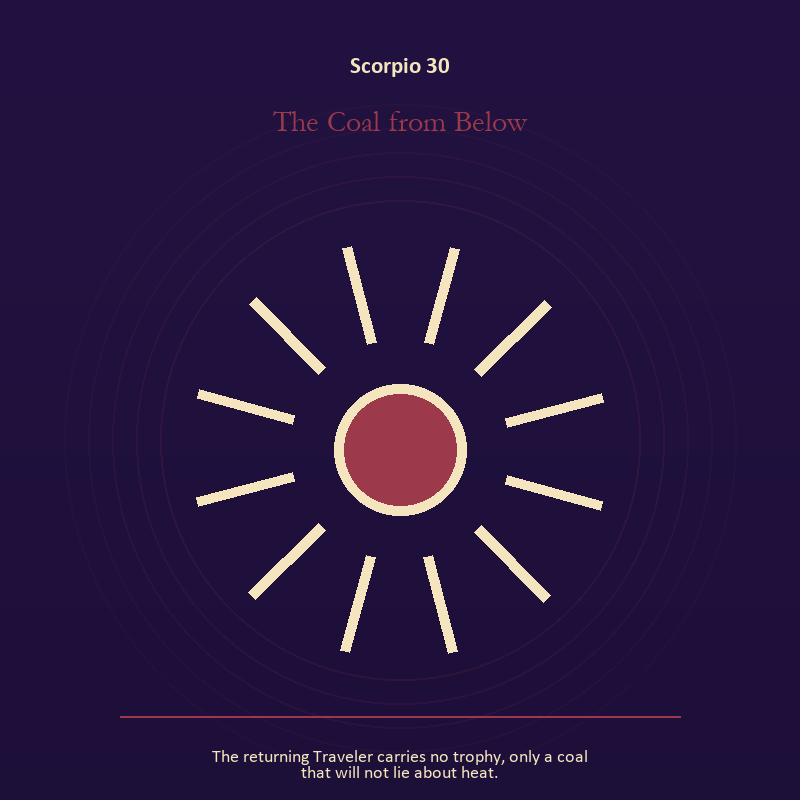 Scorpio 30
The Coal from Below
The returning Traveler carries no trophy, only a coal
that will not lie about heat.